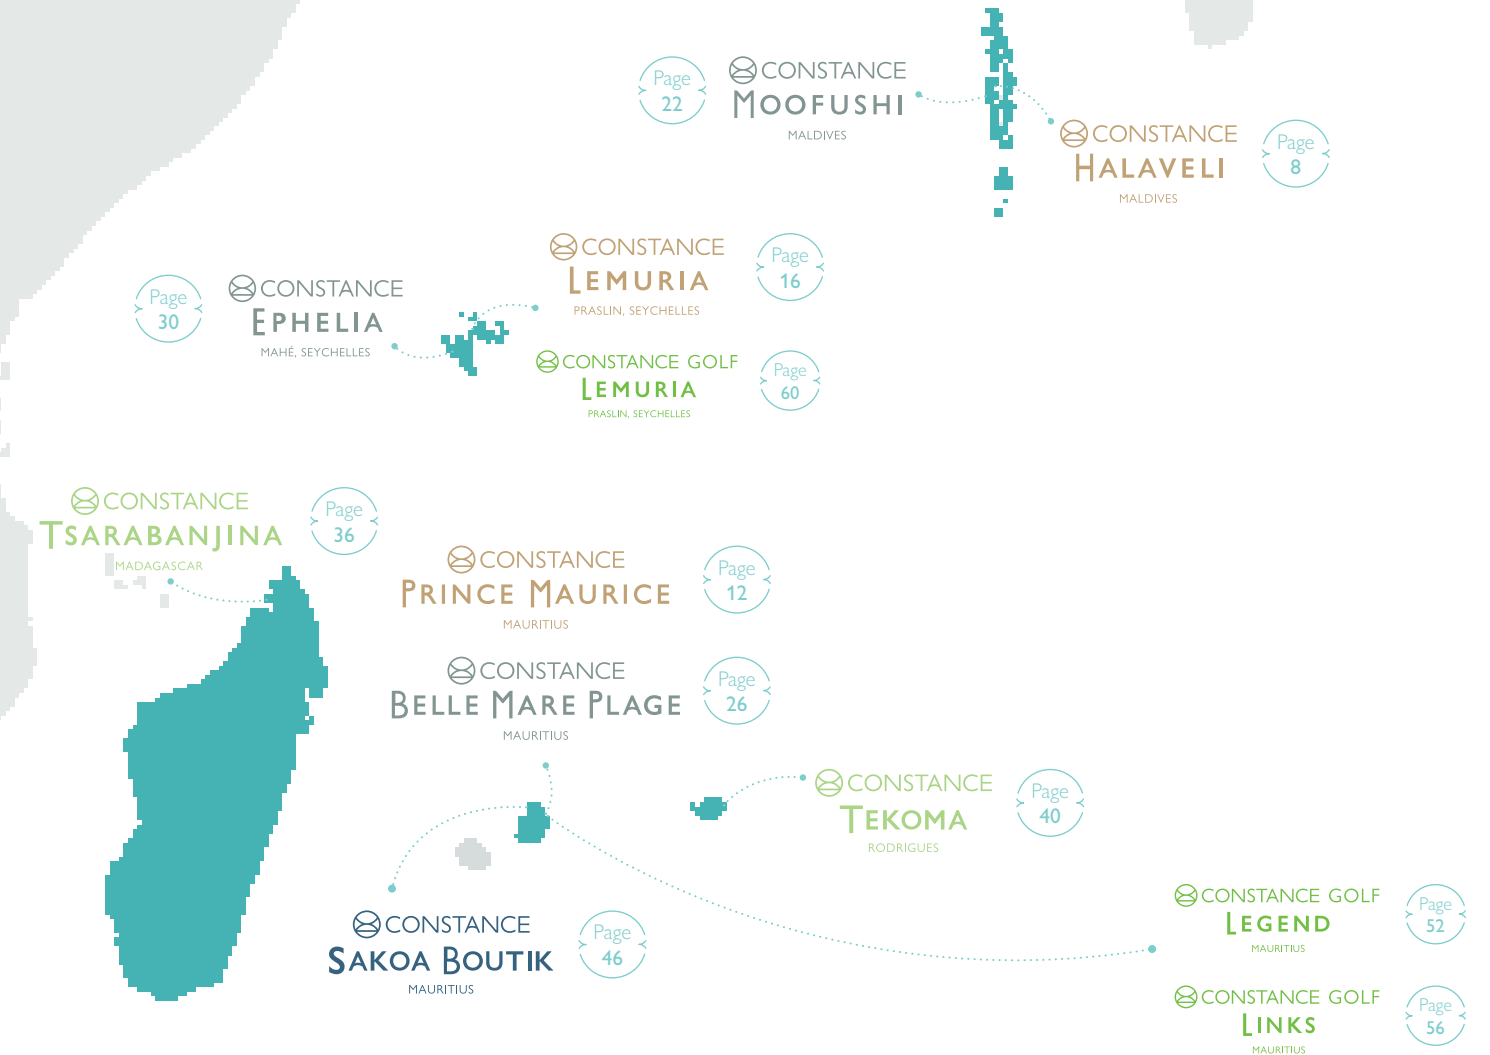 Page
22
CONSTANCE
MOOFUSHI
MALDIVES
CONSTANCE
HALAVELI
MALDIVES
Page
8
CONSTANCE
LEMURIA
PRASLIN, SEYCHELLES
Page
16
Page
30
CONSTANCE
EPHELIA
MAHÉ, SEYCHELLES
CONSTANCE GOLF
LEMURIA
PRASLIN, SEYCHELLES
Page
60
CONSTANCE
TSARABANJINA
MADAGASCAR
Page
36
CONSTANCE
PRINCE MAURICE
MAURITIUS
Page
12
CONSTANCE
BELLE MARE PLAGE
MAURITIUS
Page
26
CONSTANCE
TEKOMA
RODRIGUES
Page
40
CONSTANCE
SAKOA BOUTIK
MAURITIUS
Page
46
CONSTANCE GOLF
LEGEND
MAURITIUS
Page
52
CONSTANCE GOLF
LINKS
MAURITIUS
Page
56